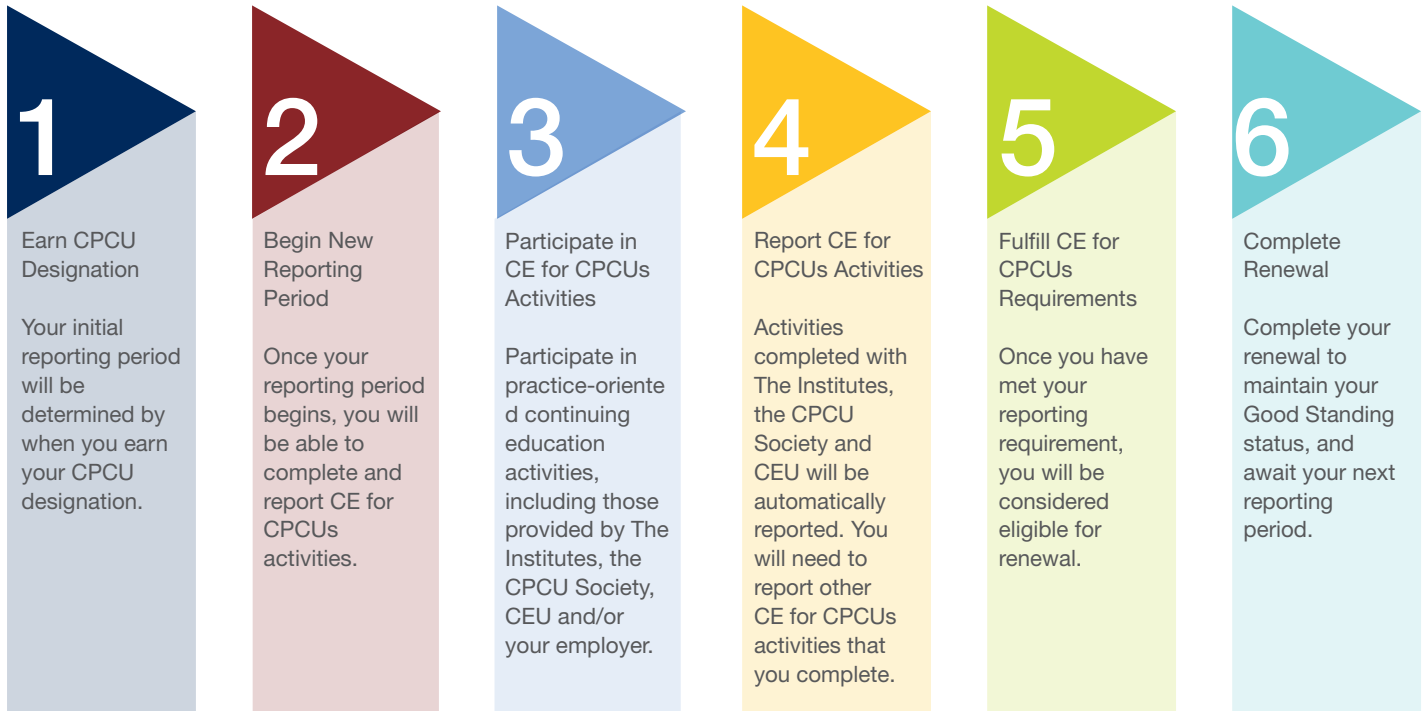 1
Earn CPCU
Designation
Your initial
reporting period
will be
determined by
when you earn
your CPCU
designation.
2
Begin New
Reporting
Period
Once your
reporting period
begins, you will
be able to
complete and
report CE for
CPCUs
activities.
3
Participate in
CE for CPCUs
Activities
Participate in
practice-oriente
d continuing
education
activities,
including those
provided by The
Institutes, the
CPCU Society,
CEU and/or
your employer.
4
Report CE for
CPCUs Activities
Activities
completed with
The Institutes,
the CPCU
Society and
CEU will be
automatically
reported. You
will need to
report other
CE for CPCUs
activities that
you complete.
5
Fulfill CE for
CPCUs
Requirements
Once you have
met your
reporting
requirement,
you will be
considered
eligible for
renewal.
6
Complete
Renewal
Complete your
renewal to
maintain your
Good Standing
status, and
await your next
reporting
period.